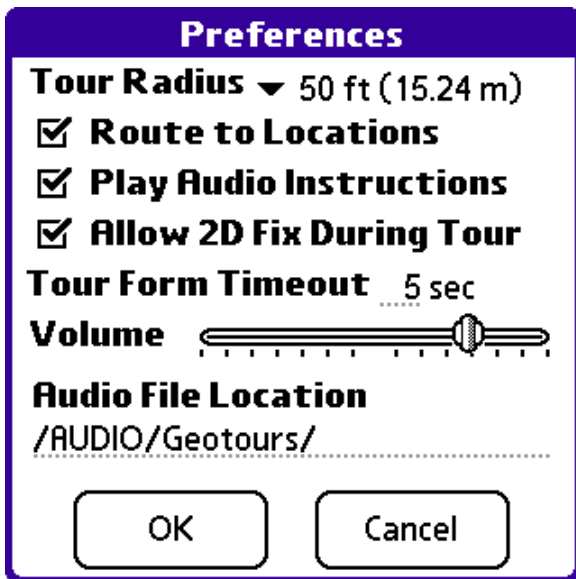 Preferences
Tour Radius 50 ft (15.24 m)
Route to Locations
Play Audio Instructions
Allow 2D Fix During Tour
Tour Form Timeout 5 sec
Volume
Audio File Location
/AUDIO/Geotours/
OK Cancel